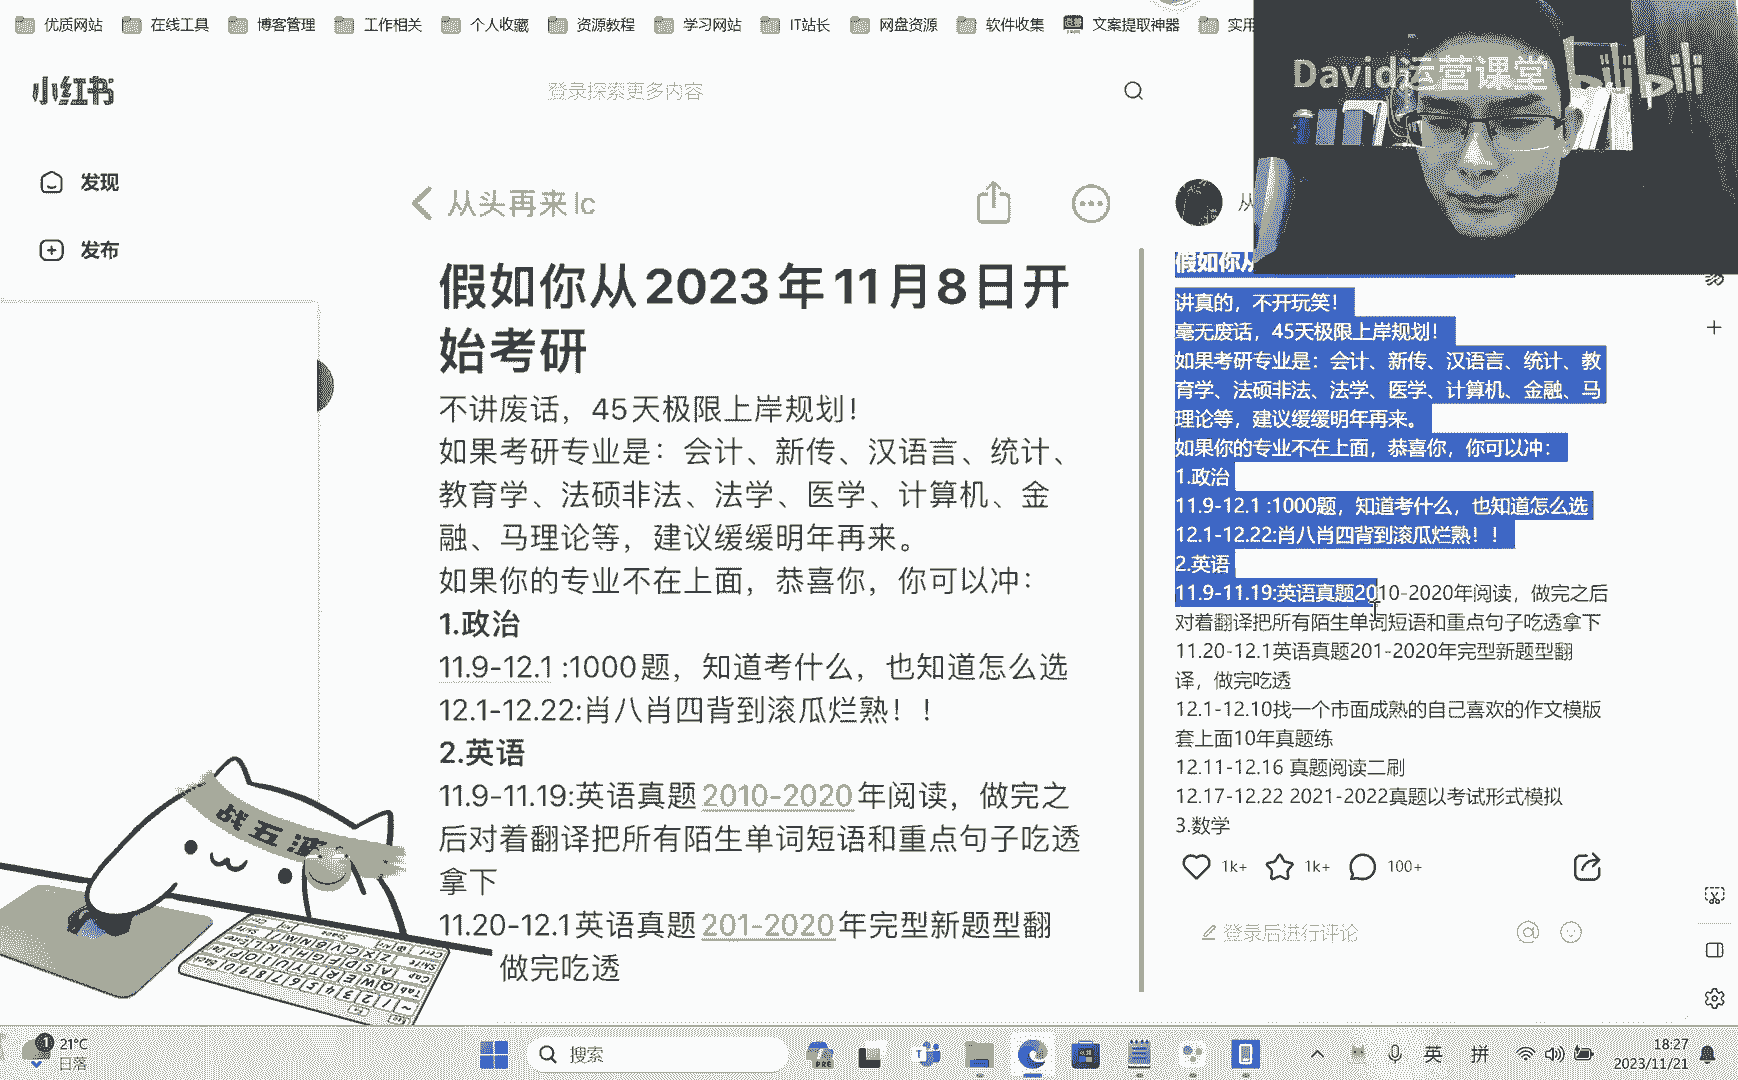 优质网站
在线工具
博客管理
工作相关
个人收藏
资源教程
学习网站
IT站长
网盘资源
软件收集
文案提取神器
实用
小红书
登录探索更多内容
David运营课堂
bilibili
发现
发布
从头再来lc
从
假如你从2023年11月8日开
始考研
不讲废话，45天极限上岸规划！
如果考研专业是：会计、新传、汉语言、统计、
教育学、法硕非法、法学、医学、计算机、金
融、马理论等，建议缓缓明年再来。
如果你的专业不在上面，恭喜你，你可以冲：
1.政治
11.9-12.1 :1000题，知道考什么，也知道怎么选
12.1-12.22:肖八肖四背到滚瓜烂熟！！
2.英语
11.9-11.19:英语真题2010-2020年阅读，做完之
后对着翻译把所有陌生单词短语和重点句子吃透
拿下
11.20-12.1英语真题201-2020年完型新题型翻
做完吃透
假如你从
讲真的，不开玩笑！
毫无废话，45天极限上岸规划！
如果考研专业是：会计、新传、汉语言、统计、教
育学、法硕非法、法学、医学、计算机、金融、马
理论等，建议缓缓明年再来。
如果你的专业不在上面，恭喜你，你可以冲：
1.政治
11.9-12.1 :1000题，知道考什么，也知道怎么选
12.1-12.22:肖八肖四背到滚瓜烂熟！！
2.英语
11.9-11.19:英语真题2010-2020年阅读，做完之后
对着翻译把所有陌生单词短语和重点句子吃透拿下
11.20-12.1英语真题201-2020年完型新题型翻
译，做完吃透
12.1-12.10找一个市面成熟的自己喜欢的作文模版
套上面10年真题练
12.11-12.16 真题阅读二刷
12.17-12.22 2021-2022真题以考试形式模拟
3.数学
1k+
1k+
100+
登录后进行评论
战五渣
1
21°C
日落
搜索
PRE
英
拼
18:27
2023/11/21